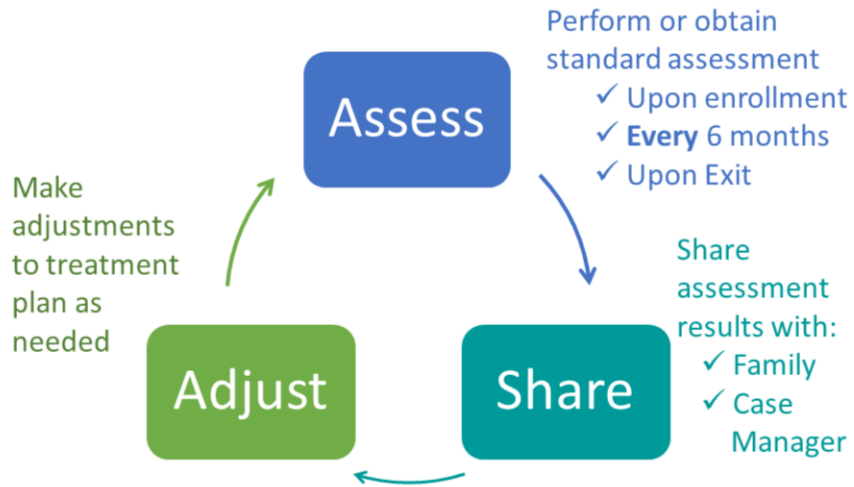 Perform or obtain
standard assessment
✓ Upon enrollment
✓ Every 6 months
✓ Upon Exit
Assess
Make
adjustments
to treatment
plan as
needed
Share
assessment
results with:
✓ Family
✓ Case
Manager
Adjust
Share